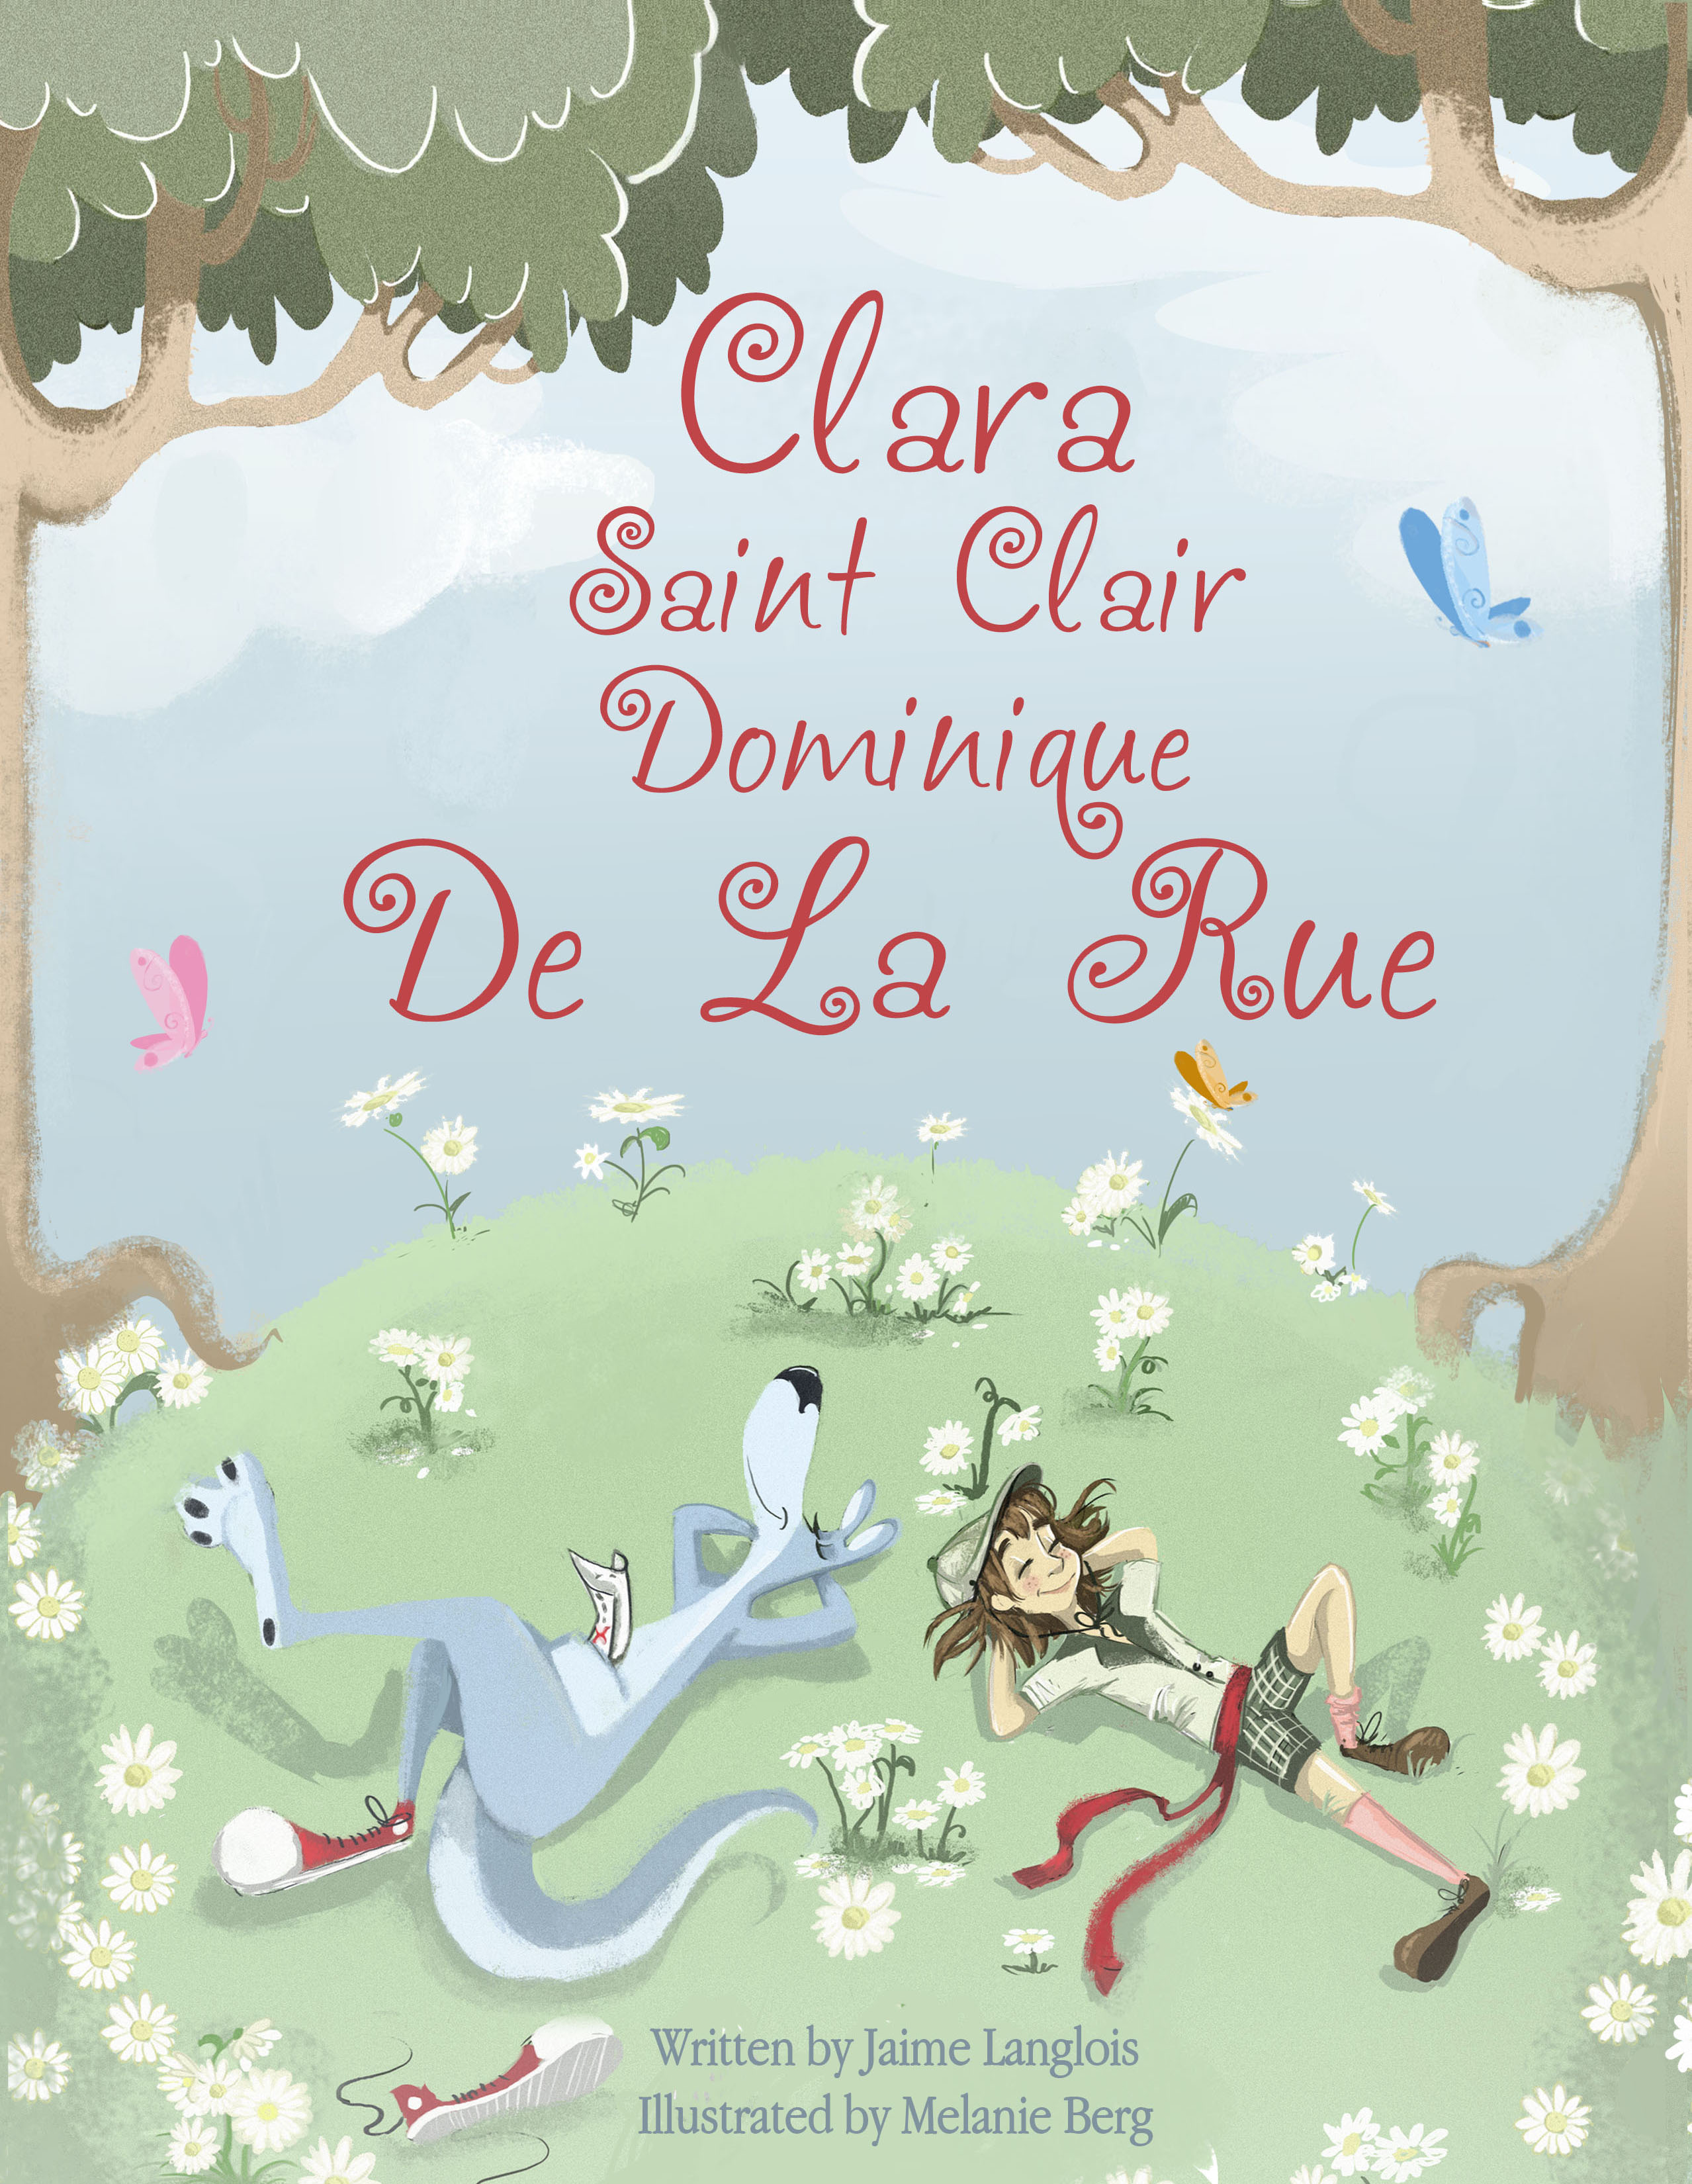 Clara
Saint Clair
Dominique
De La Rue
Written by Jaime Langlois
Illustrated by Melanie Berg